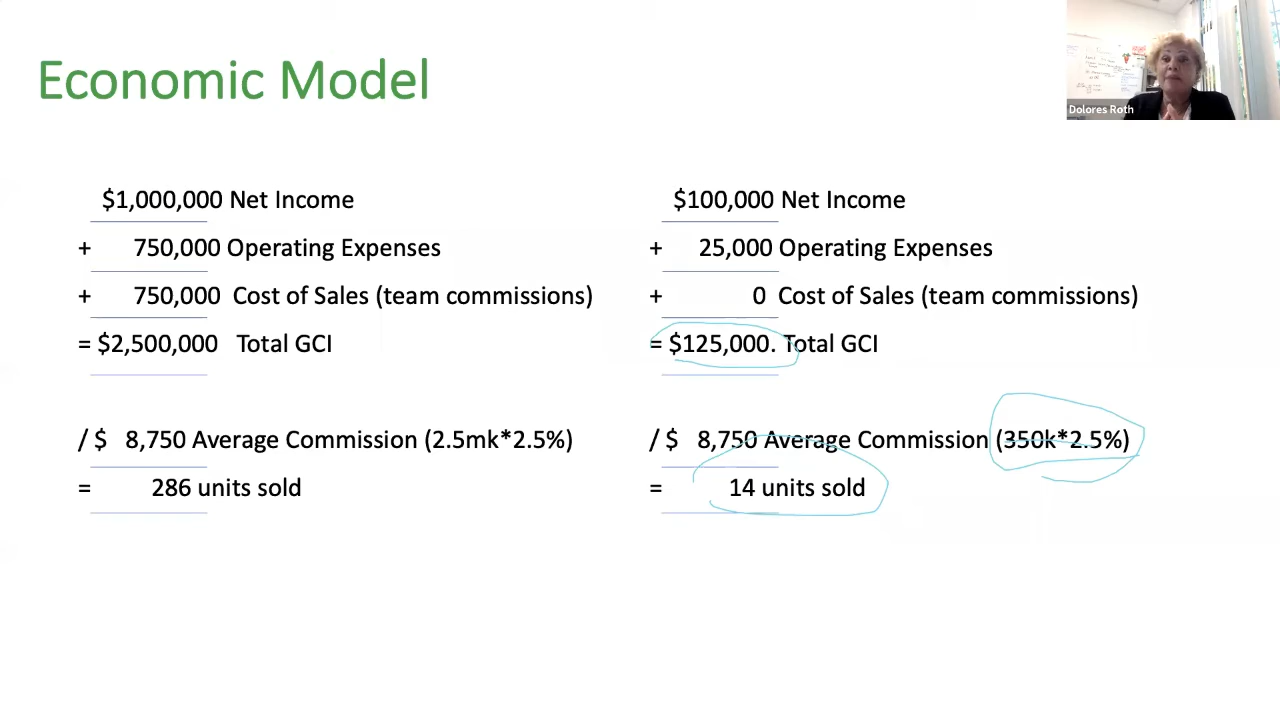 Economic Model
Dolores Roth
$1,000,000 Net Income
+ 750,000 Operating Expenses
+ 750,000 Cost of Sales (team commissions)
= $2,500,000 Total GCI
/ $ 8,750 Average Commission (2.5mk*2.5%)
= 286 units sold
$100,000 Net Income
+ 25,000 Operating Expenses
+ 0 Cost of Sales (team commissions)
= $125,000. Total GCI
/ $ 8,750 Average Commission (350k*2.5%)
= 14 units sold